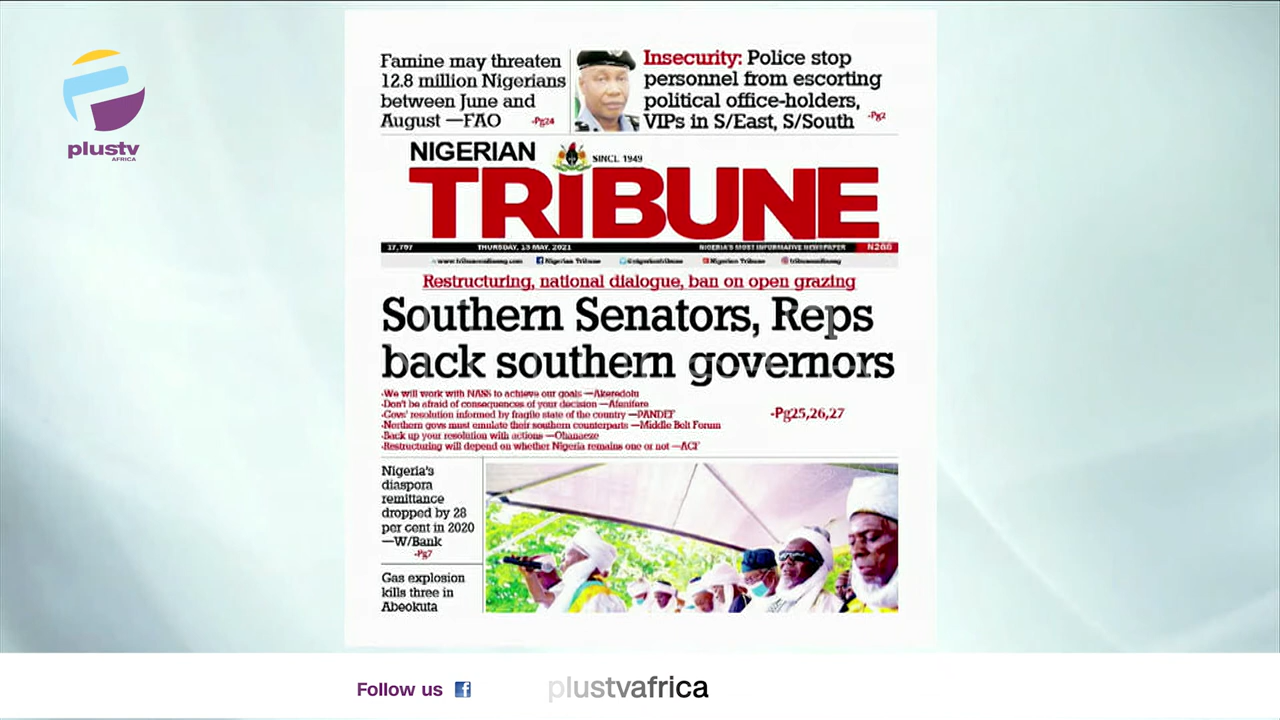 plustv
AFRICA
Famine may threaten
12.8 million Nigerians
between June and
August —FAO -Pg24
Insecurity: Police stop
personnel from escorting
political office-holders,
VIPs in S/East, S/South -Pg2
NIGERIAN
SINCE 1949
TRIBUNE
17,707 THURSDAY, 13 MAY, 2021 NIGERIA'S MOST INFORMATIVE NEWSPAPER
Nigerian Tribune @nigeriantribune Nigerian Tribune
Restructuring, national dialogue, ban on open grazing
Southern Senators, Reps
back southern governors
•We will work with NASS to achieve our goals —Akeredolu
•Don't be afraid of consequences of your decision —Afenifere
•Govs' resolution informed by fragile state of the country —PANDEF
•Northern govs must emulate their southern counterparts —Middle Belt Forum
•Back up your resolution with actions —Ohanaeze
•Restructuring will depend on whether Nigeria remains one or not —ACF
-Pg25,26,27
Nigeria's
diaspora
remittance
dropped by 28
per cent in 2020
—W/Bank
-Pg7
Gas explosion
kills three in
Abeokuta
Follow us plustvafrica